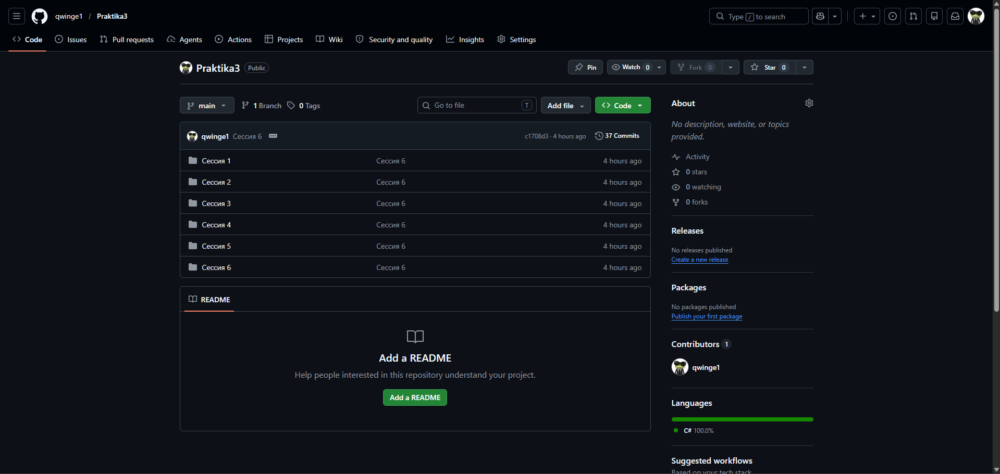 qwinge1 / Praktika3
Type / to search
Code Issues Pull requests Agents Actions Projects Wiki Security and quality Insights Settings
Praktika3 Public
Pin Watch 0 Fork 0 Star 0
main 1 Branch 0 Tags Go to file T Add file Code
qwinge1 Сессия 6 c1708d3 · 4 hours ago 37 Commits
Сессия 1 Сессия 6 4 hours ago
Сессия 2 Сессия 6 4 hours ago
Сессия 3 Сессия 6 4 hours ago
Сессия 4 Сессия 6 4 hours ago
Сессия 5 Сессия 6 4 hours ago
Сессия 6 Сессия 6 4 hours ago
README
Add a README
Help people interested in this repository understand your project.
Add a README
About
No description, website, or topics
provided.
Activity
0 stars
0 watching
0 forks
Releases
No releases published
Create a new release
Packages
No packages published
Publish your first package
Contributors 1
qwinge1
Languages
C# 100.0%
Suggested workflows
Based on your tech stack